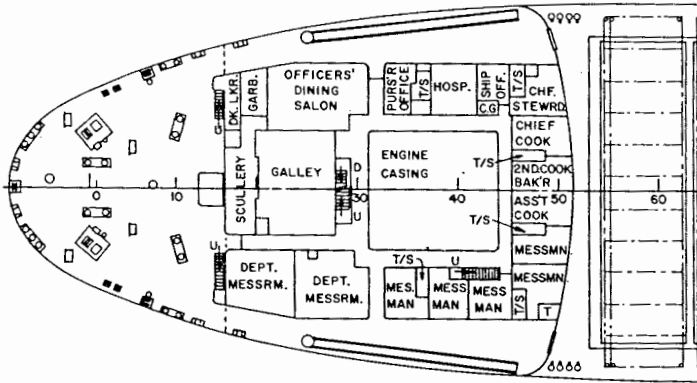 DK. LKR.
GARB.
OFFICERS'
DINING
SALON
PURS'R
OFFICE
T/S
HOSP.
SHIP
OFF.
C.G
T/S
CHF.
STEWRD.
CHIEF
COOK
T/S
2ND.COOK
BAK'R
ASS'T
COOK
T/S
MESSMN.
MESSMN.
T/S
T
SCULLERY
GALLEY
D
U
ENGINE
CASING
0
10
30
40
50
60
U
DEPT.
MESSRM.
DEPT.
MESSRM.
T/S
U
MES.
MAN
MESS
MAN
MESS
MAN